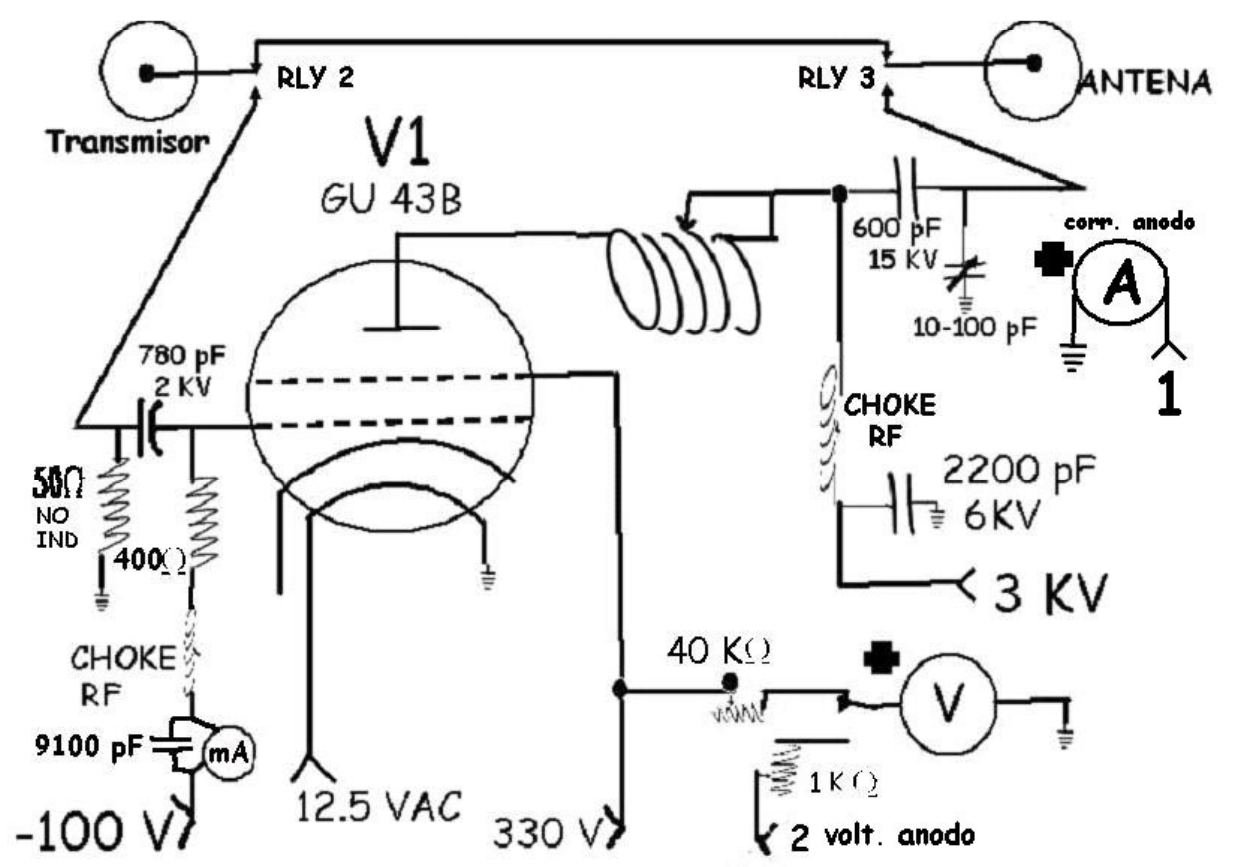 RLY 2
RLY 3
ANTENA
Transmisor
V1
GU 43B
600 pF
15 KV
corr. anodo
A
10-100 pF
1
780 pF
2 KV
CHOKE
RF
50Ω
NO
IND
400Ω
2200 pF
6KV
3 KV
CHOKE
RF
40 KΩ
V
9100 pF
mA
1KΩ
12.5 VAC
-100 V
330 V
2 volt. anodo